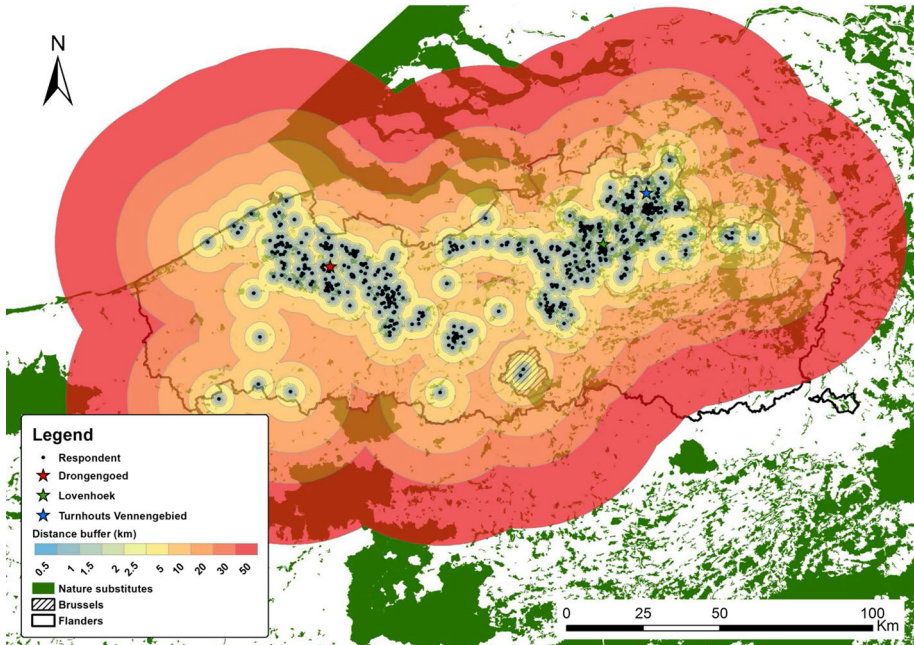 N
Legend
Respondent
Drongengoed
Lovenhoek
Turnhouts Vennengebied
Distance buffer (km)
0.5 1 1.5 2 2.5 5 10 20 30 50
Nature substitutes
Brussels
Flanders
0 25 50 100
Km